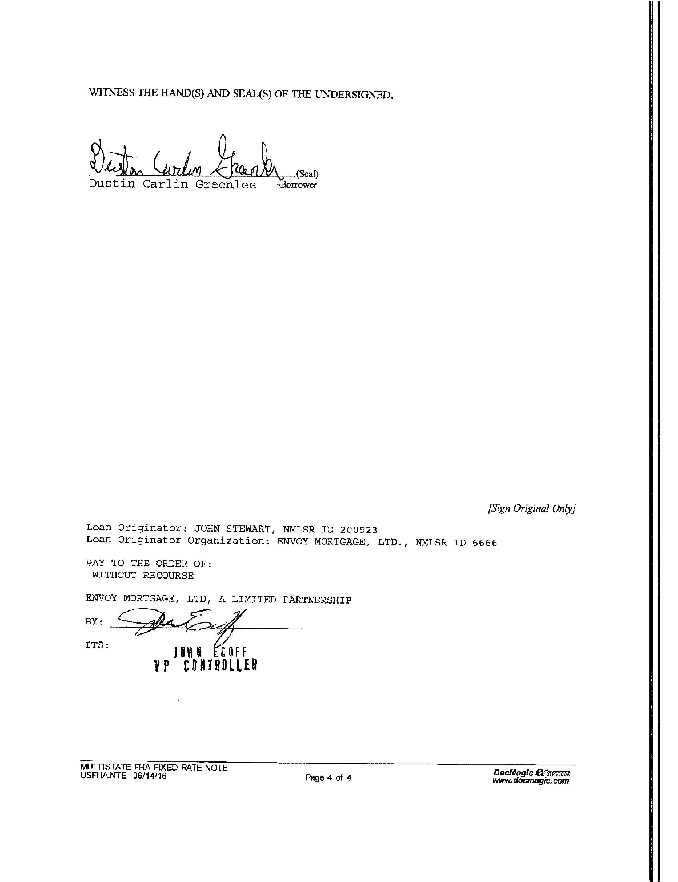 WITNESS THE HAND(S) AND SEAL(S) OF THE UNDERSIGNED.
Dustin Carlin Greenlee (Seal)
Dustin Carlin Greenlee -Borrower
[Sign Original Only]
Loan Originator: JOHN STEWART, NMLSR ID 200523
Loan Originator Organization: ENVOY MORTGAGE, LTD., NMLSR ID 6666
PAY TO THE ORDER OF:
WITHOUT RECOURSE
ENVOY MORTGAGE, LTD, A LIMITED PARTNERSHIP
BY:
ITS:
JOHN EGOFF
VP CONTROLLER
MULTISTATE FHA FIXED RATE NOTE
USFHANTE 06/14/16
Page 4 of 4
DocMagic
www.docmagic.com